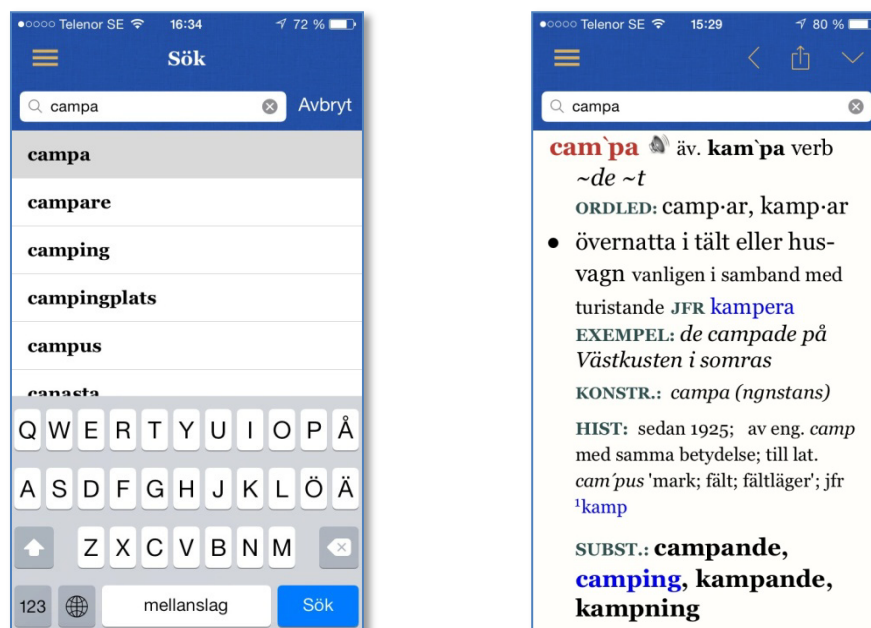 ●○○○○ Telenor SE 16:34 72 %
Sök
campa Avbryt
campa
campare
camping
campingplats
campus
canasta
Q W E R T Y U I O P Å
A S D F G H J K L Ö Ä
Z X C V B N M
123 mellanslag Sök
●○○○○ Telenor SE 15:29 80 %
campa
cam`pa äv. kam`pa verb
~de ~t
ORDLED: camp·ar, kamp·ar
● övernatta i tält eller hus-
vagn vanligen i samband med
turistande JFR kampera
EXEMPEL: de campade på
Västkusten i somras
KONSTR.: campa (ngnstans)
HIST: sedan 1925; av eng. camp
med samma betydelse; till lat.
cam´pus 'mark; fält; fältläger'; jfr
¹kamp
SUBST.: campande,
camping, kampande,
kampning